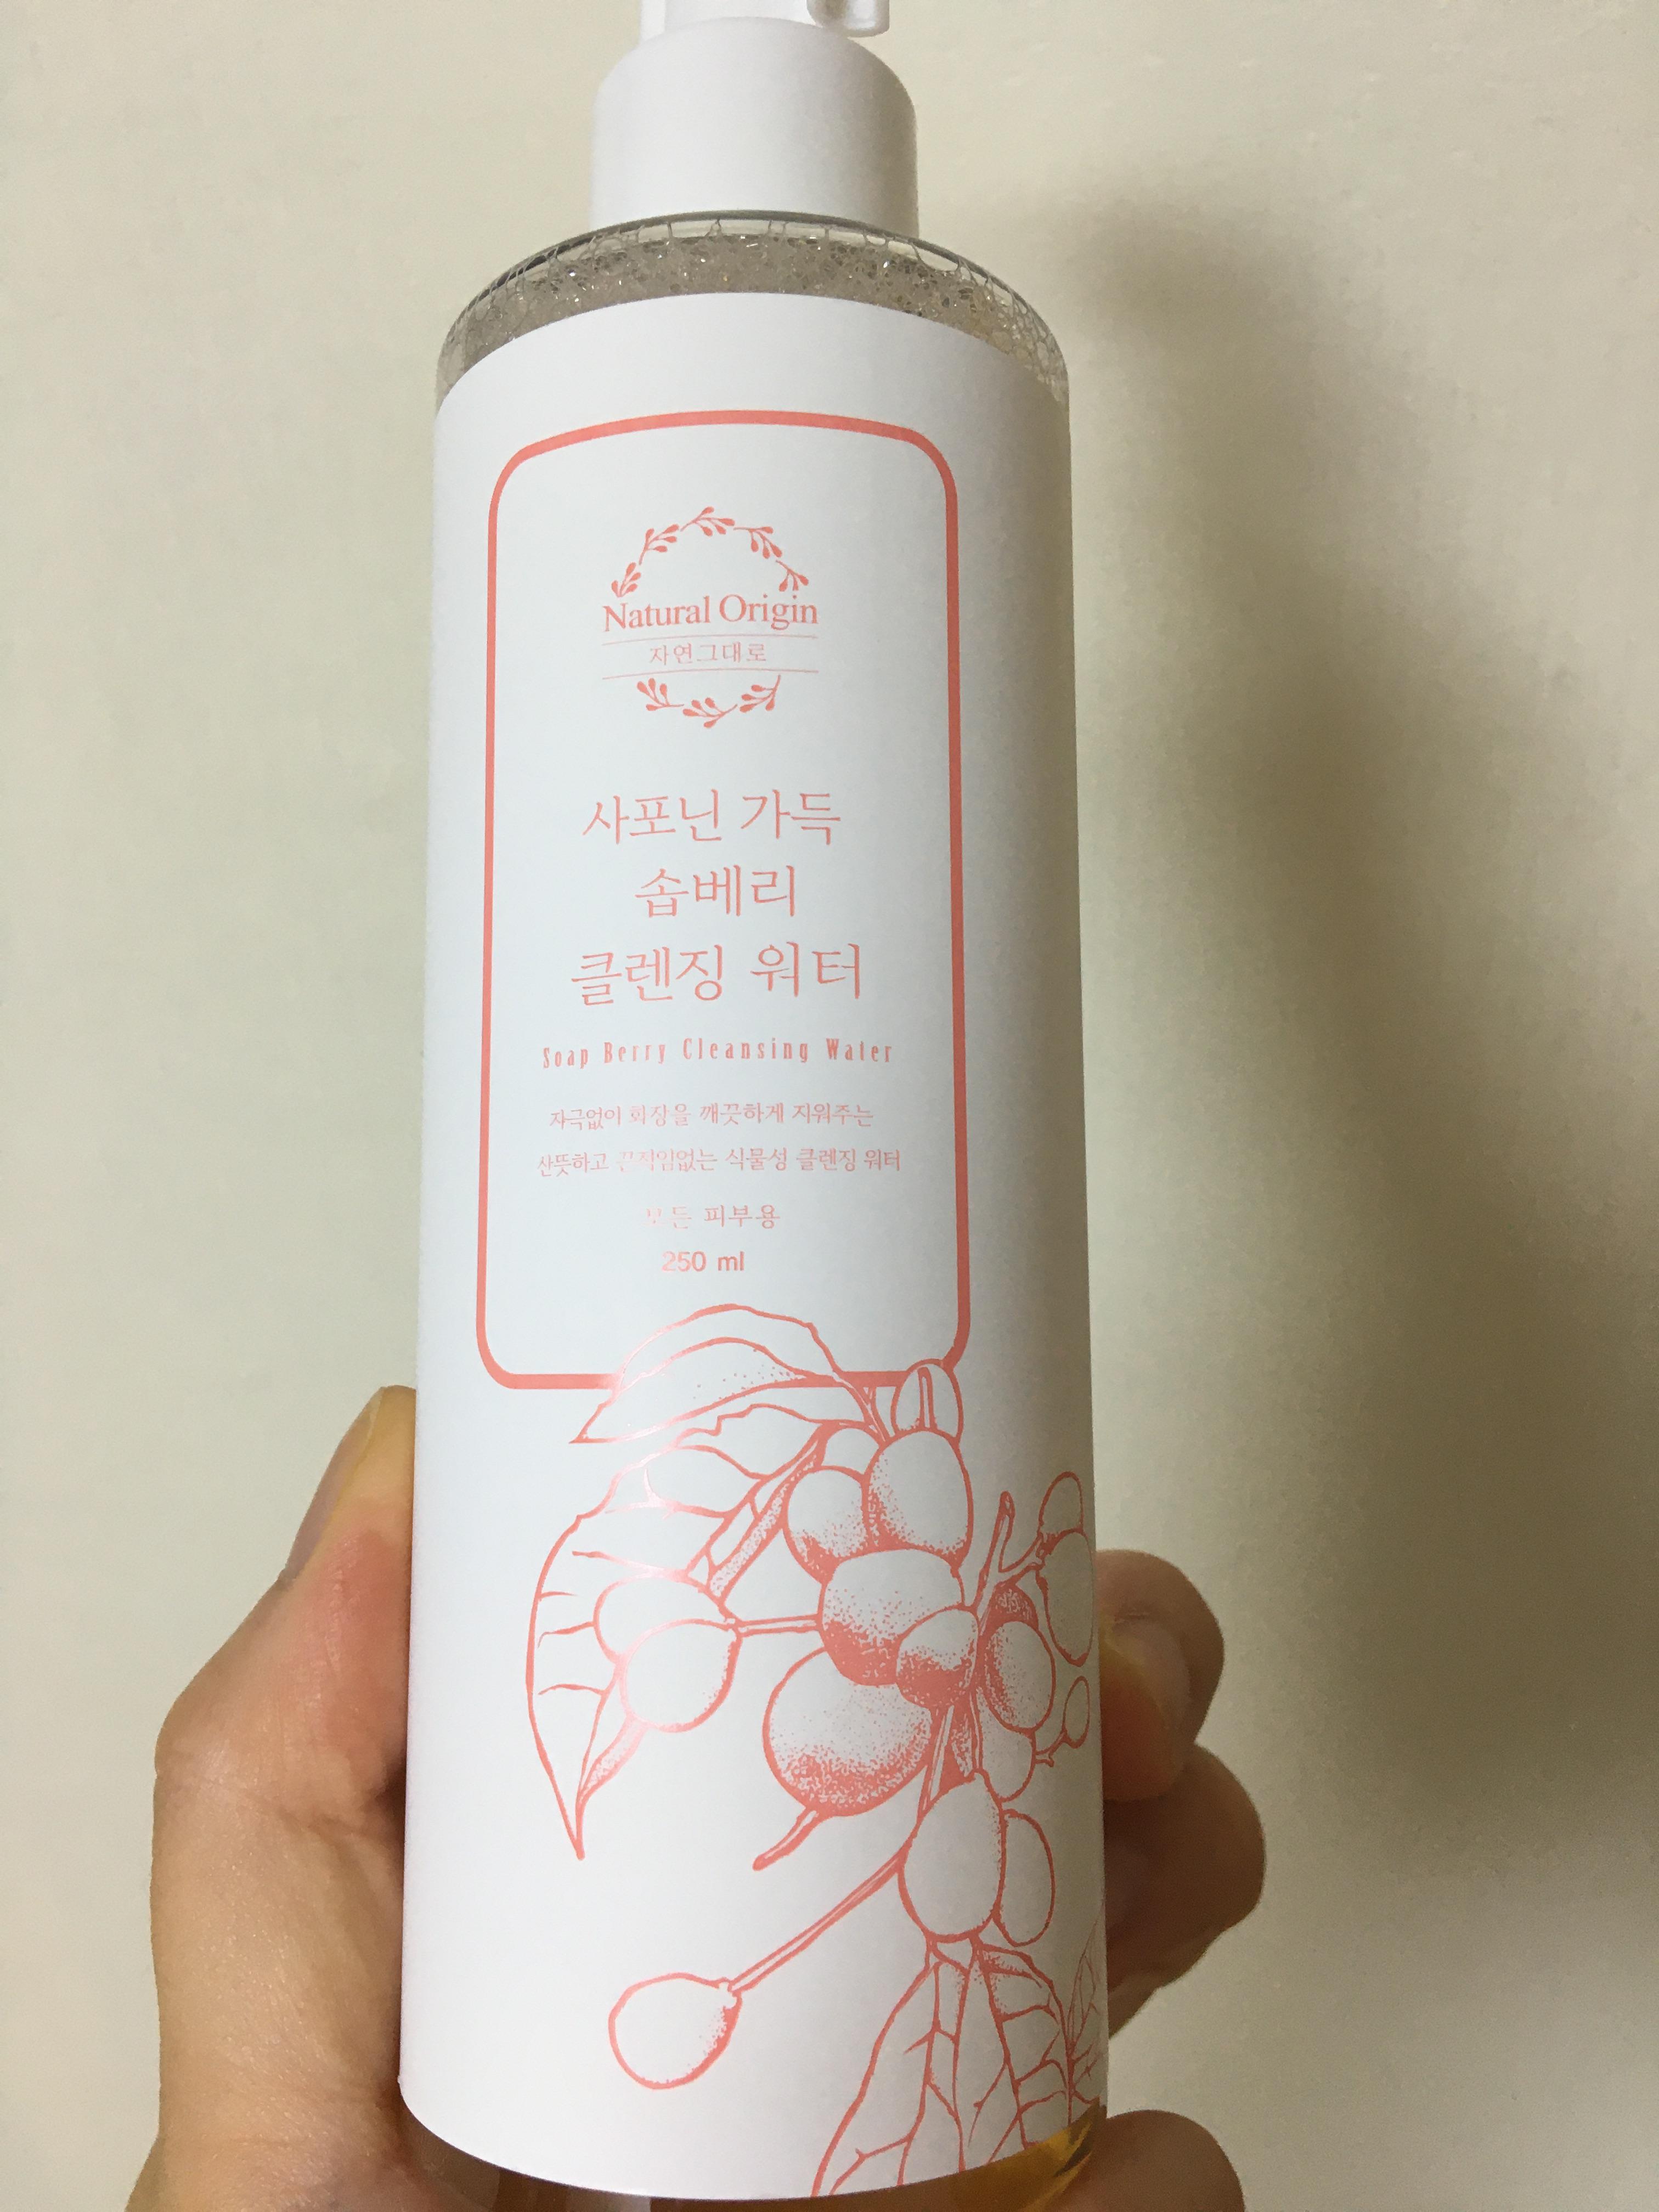 Natural Origin
자연그대로
사포닌 가득
솝베리
클렌징 워터
Soap Berry Cleansing Water
자극없이 화장을 깨끗하게 지워주는
산뜻하고 끈적임없는 식물성 클렌징 워터
모든 피부용
250 ml